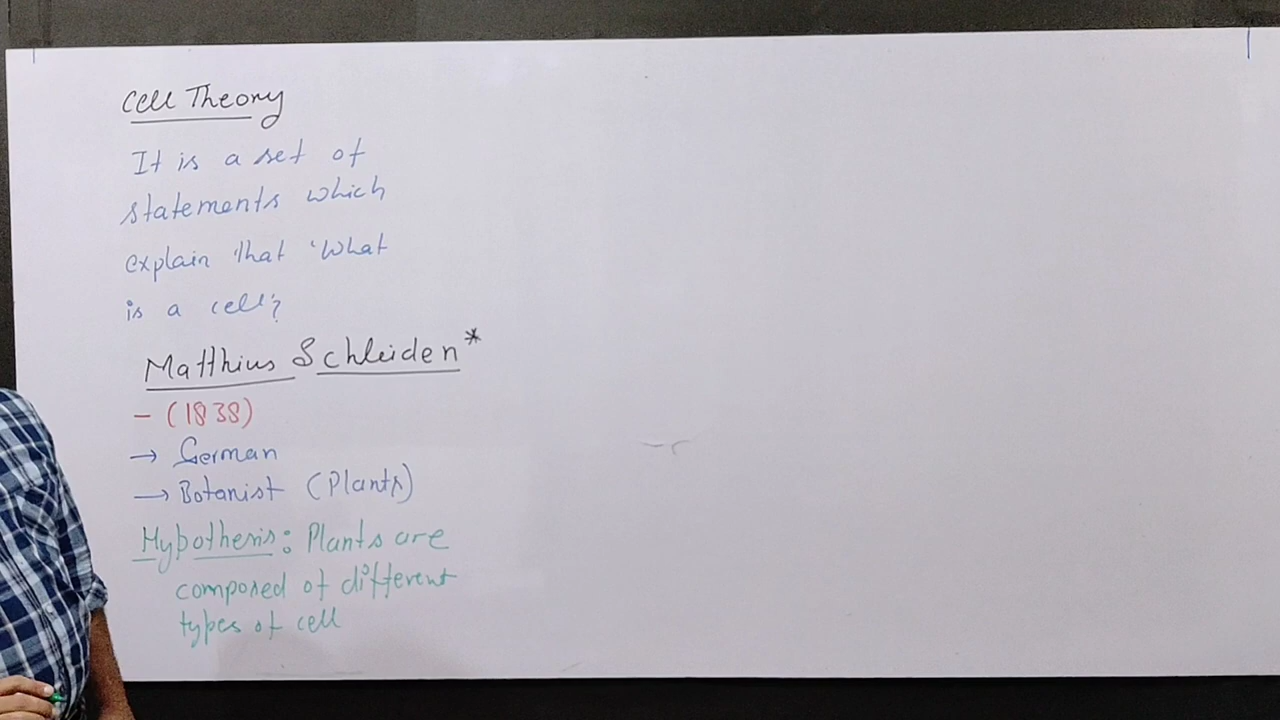 Cell Theory
It is a set of
statements which
explain that 'What
is a cell'?
Matthius Schleiden*
- (1838)
→ German
→ Botanist (Plants)
Hypothesis: Plants are
composed of different
types of cell